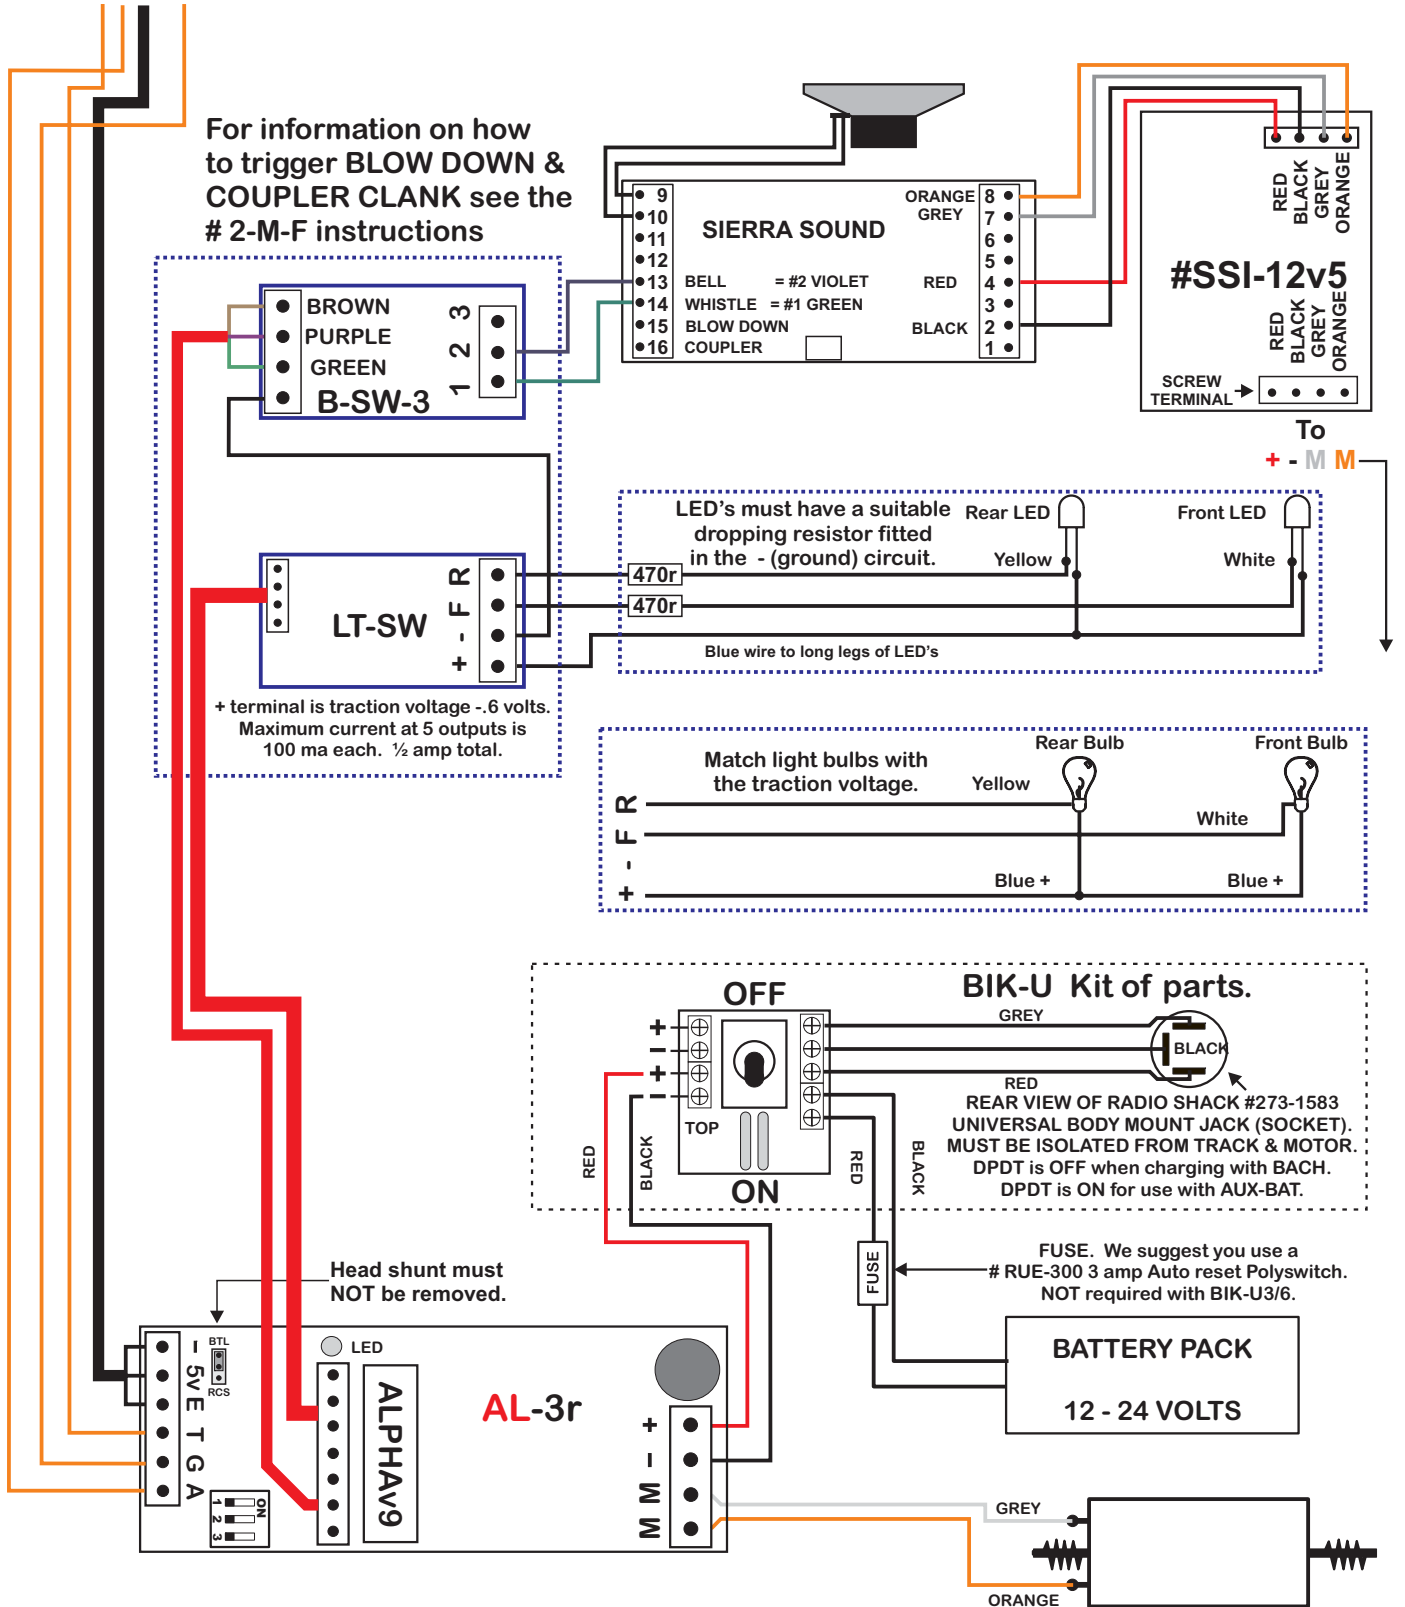 For information on how
to trigger BLOW DOWN &
COUPLER CLANK see the
# 2-M-F instructions
BROWN
PURPLE
GREEN
B-SW-3
3
2
1
9
10
11
12
13 BELL = #2 VIOLET
14 WHISTLE = #1 GREEN
15 BLOW DOWN
16 COUPLER
SIERRA SOUND
ORANGE 8
GREY 7
6
5
RED 4
3
BLACK 2
1
RED
BLACK
GREY
ORANGE
#SSI-12v5
RED
BLACK
GREY
ORANGE
SCREW
TERMINAL
To
+ - M M
LT-SW
R
F
-
+
+ terminal is traction voltage -.6 volts.
Maximum current at 5 outputs is
100 ma each. ½ amp total.
LED's must have a suitable
dropping resistor fitted
in the - (ground) circuit.
Rear LED
Front LED
Yellow
White
470r
470r
Blue wire to long legs of LED's
Match light bulbs with
the traction voltage.
Rear Bulb
Front Bulb
Yellow
White
R
F
-
+
Blue +
Blue +
BIK-U Kit of parts.
OFF
+
-
+
-
TOP
ON
GREY
BLACK
RED
REAR VIEW OF RADIO SHACK #273-1583
UNIVERSAL BODY MOUNT JACK (SOCKET).
MUST BE ISOLATED FROM TRACK & MOTOR.
DPDT is OFF when charging with BACH.
DPDT is ON for use with AUX-BAT.
RED
BLACK
RED
BLACK
FUSE
FUSE. We suggest you use a
# RUE-300 3 amp Auto reset Polyswitch.
NOT required with BIK-U3/6.
BATTERY PACK
12 - 24 VOLTS
Head shunt must
NOT be removed.
BTL
RCS
-
5v
E
T
G
A
LED
ALPHAv9
AL-3r
ON
1
2
3
+
-
M
M
GREY
ORANGE